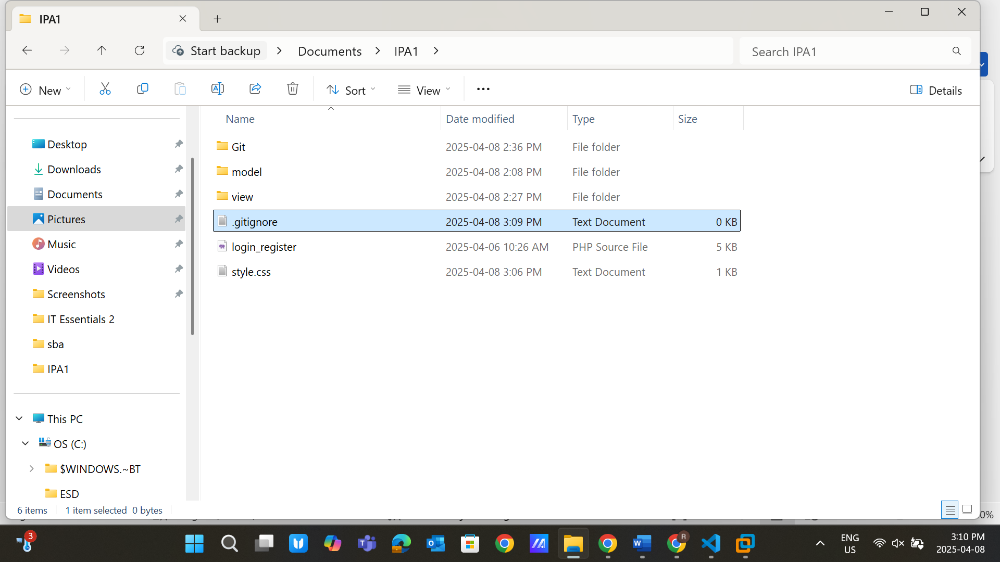 IPA1
Start backup
Documents
IPA1
Search IPA1
New
Sort
View
Details
Name
Date modified
Type
Size
Desktop
Downloads
Documents
Pictures
Music
Videos
Screenshots
IT Essentials 2
sba
IPA1
This PC
OS (C:)
$WINDOWS.~BT
ESD
Git 2025-04-08 2:36 PM File folder
model 2025-04-08 2:08 PM File folder
view 2025-04-08 2:27 PM File folder
.gitignore 2025-04-08 3:09 PM Text Document 0 KB
login_register 2025-04-06 10:26 AM PHP Source File 5 KB
style.css 2025-04-08 3:06 PM Text Document 1 KB
6 items 1 item selected 0 bytes
0%
3
R
ENG
US
3:10 PM
2025-04-08